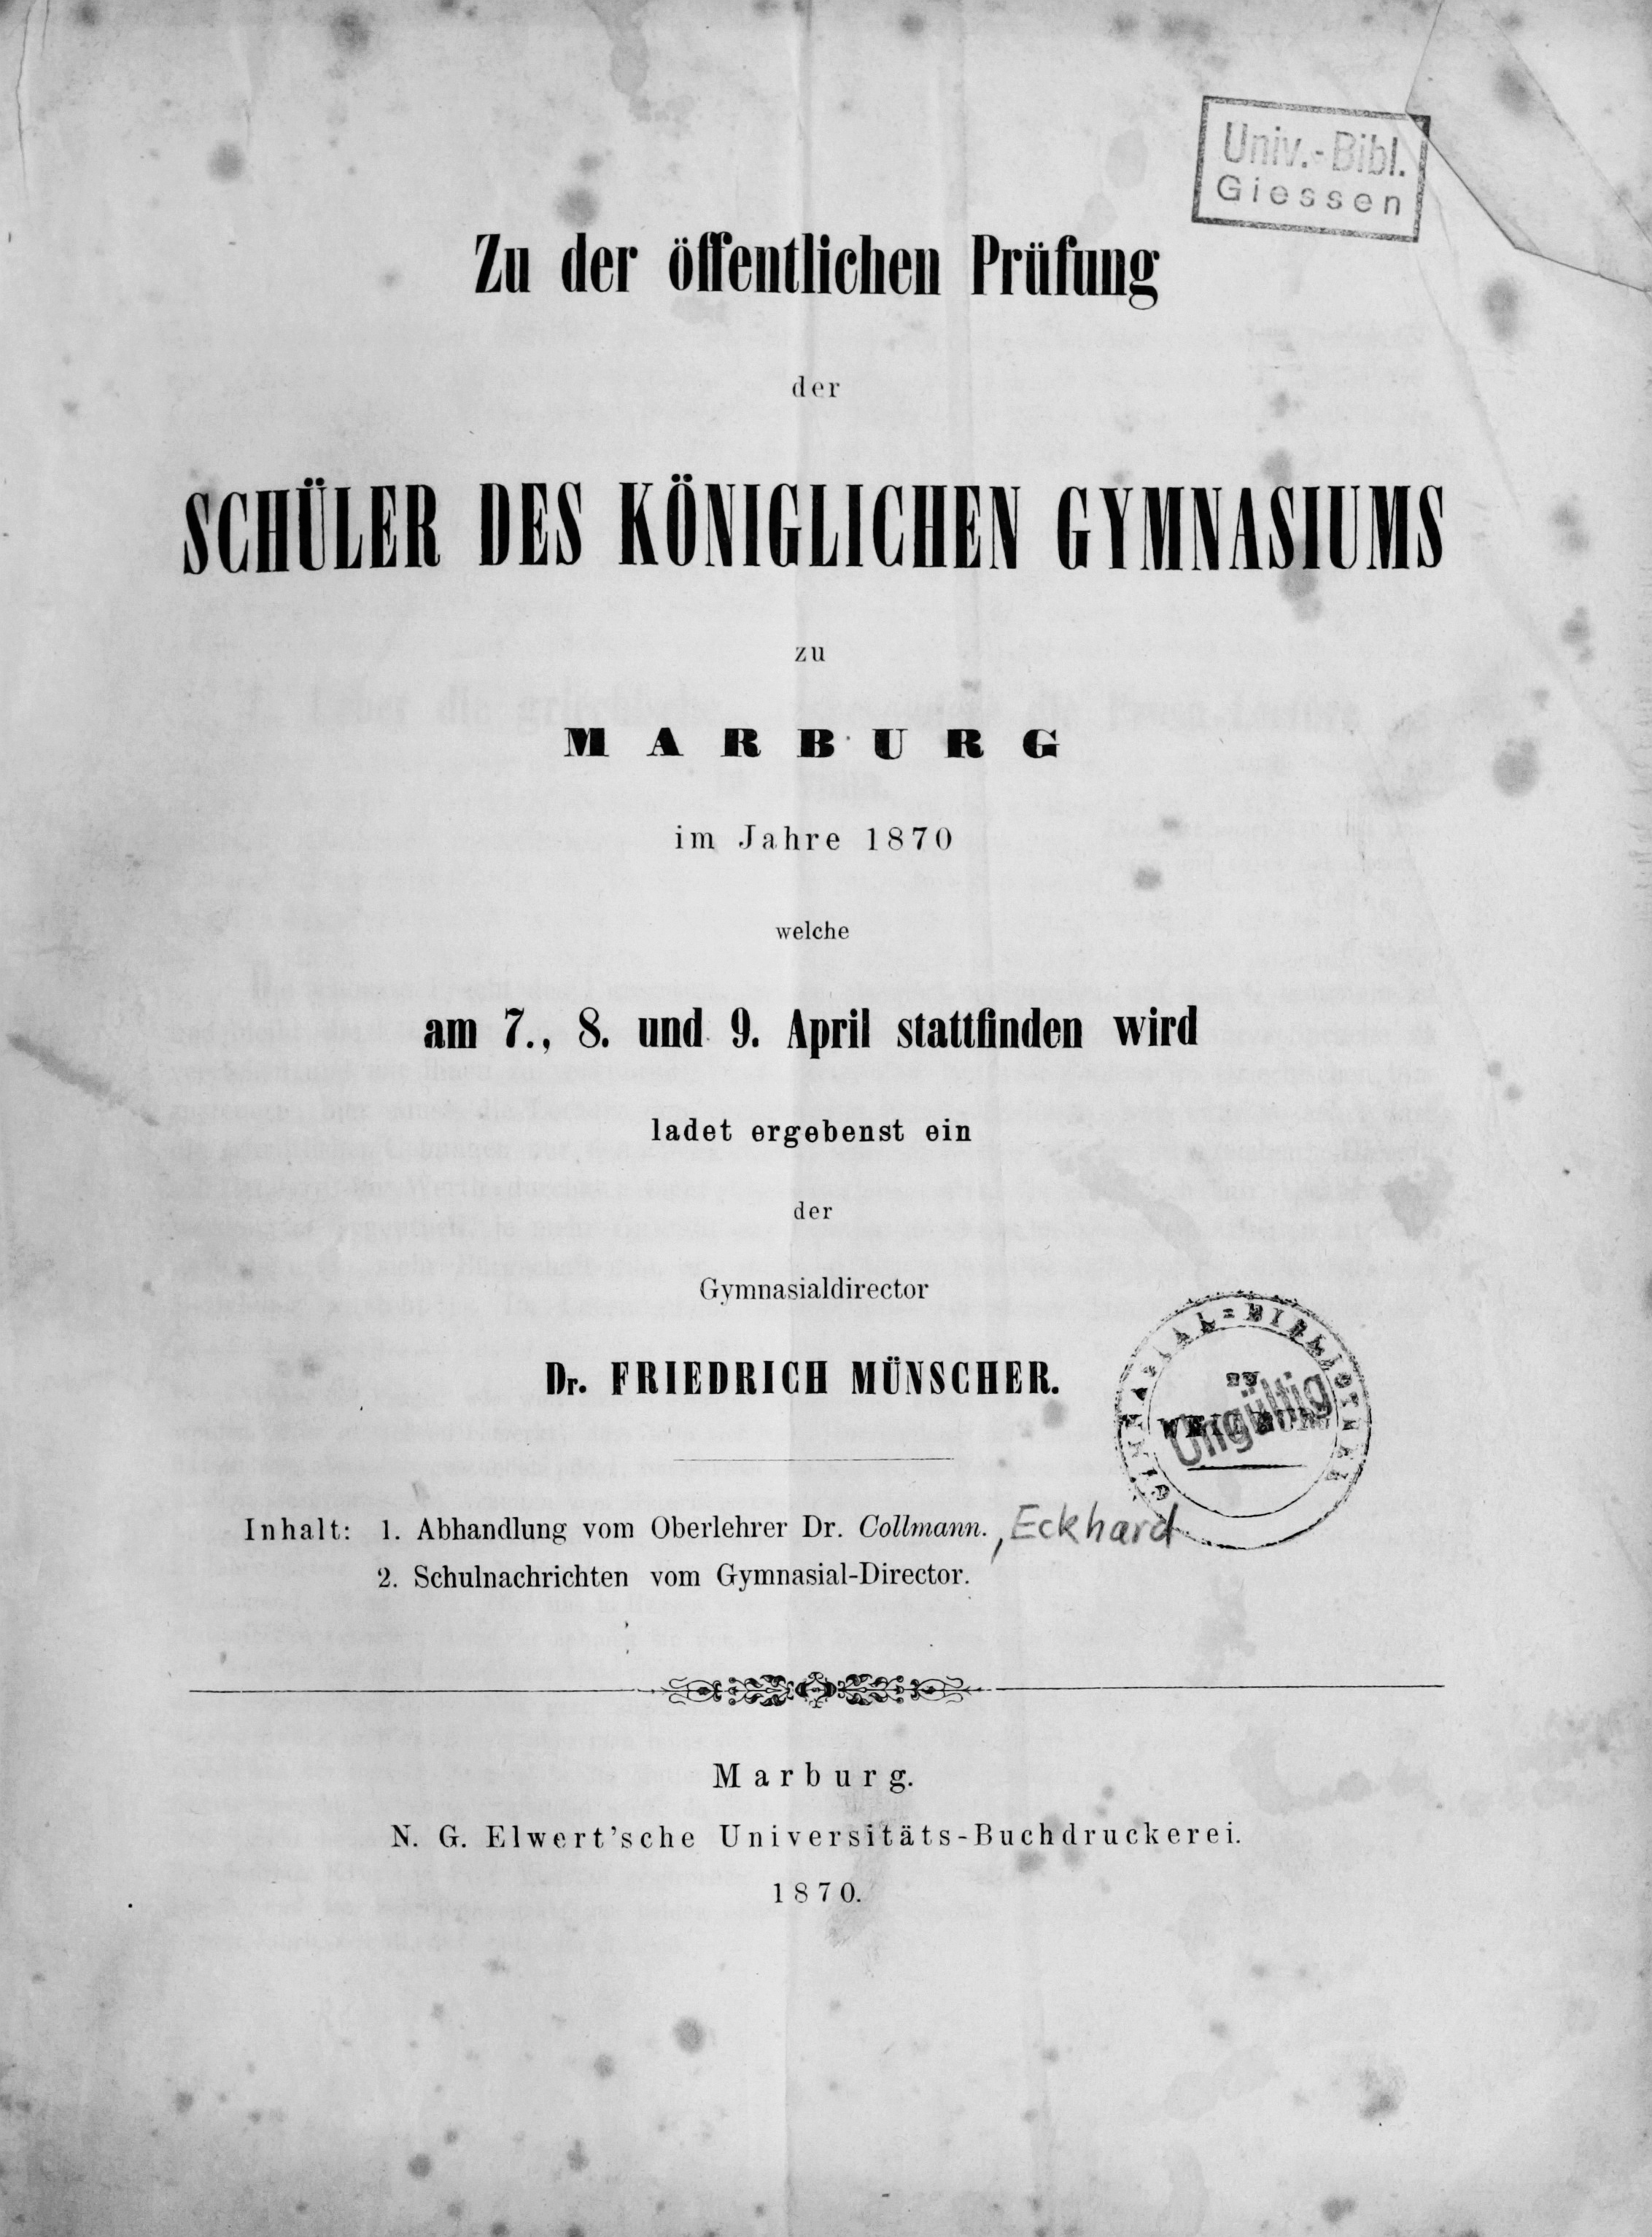 Univ.-Bibl.
Giessen
Zu der öffentlichen Prüfung
der
SCHÜLER DES KÖNIGLICHEN GYMNASIUMS
zu
MARBURG
im Jahre 1870
welche
am 7., 8. und 9. April stattfinden wird
ladet ergebenst ein
der
Gymnasialdirector
Dr. FRIEDRICH MÜNSCHER.
Ungültig
Inhalt: 1. Abhandlung vom Oberlehrer Dr. Collmann. , Eckhard
2. Schulnachrichten vom Gymnasial-Director.
Marburg.
N. G. Elwert'sche Universitäts-Buchdruckerei.
1870.